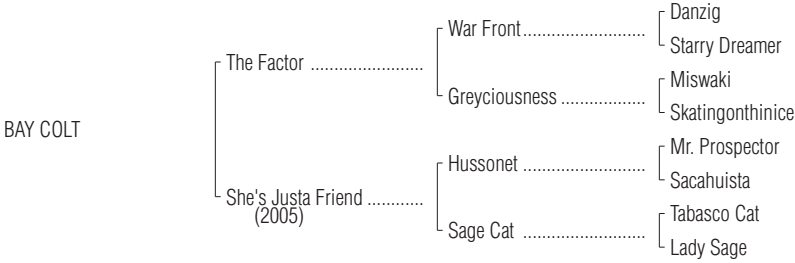 Danzig
War Front........................
Starry Dreamer
The Factor ......................
Miswaki
Greyciousness ................
Skatingonthinice
BAY COLT
Mr. Prospector
Hussonet .......................
Sacahuista
She's Justa Friend ...........
(2005)
Tabasco Cat
Sage Cat .......................
Lady Sage